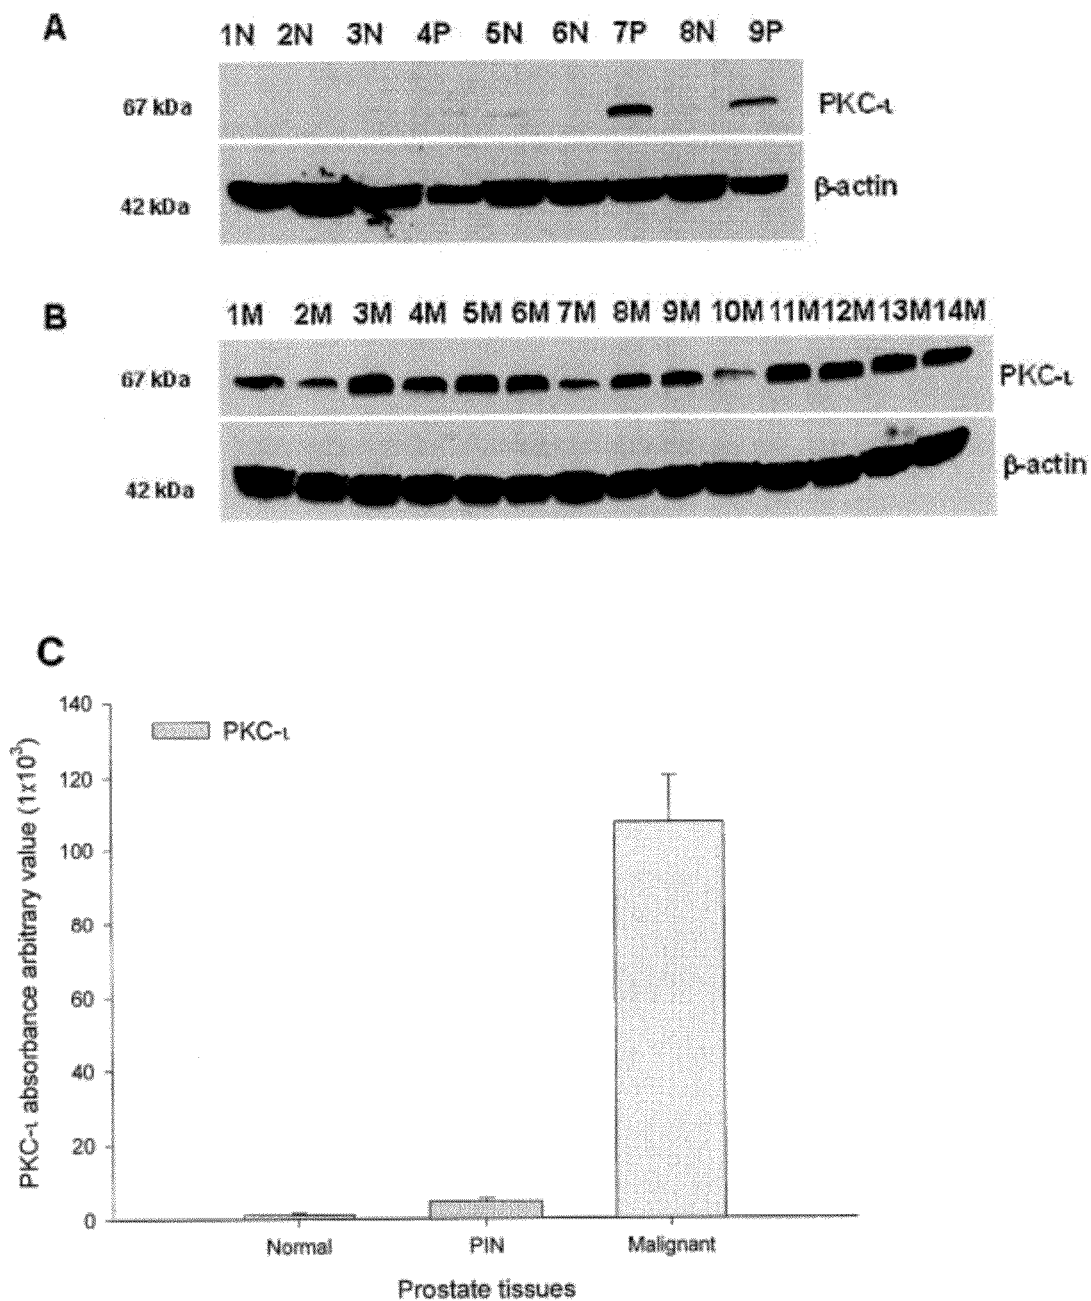 A
1N 2N 3N 4P 5N 6N 7P 8N 9P
67 kDa
PKC-ι
β-actin
42 kDa
B
1M 2M 3M 4M 5M 6M 7M 8M 9M 10M 11M 12M 13M 14M
67 kDa
PKC-ι
β-actin
42 kDa
C
PKC-ι absorbance arbitrary value (1x10³)
140
120
100
80
60
40
20
0
PKC-ι
Normal PIN Malignant
Prostate tissues